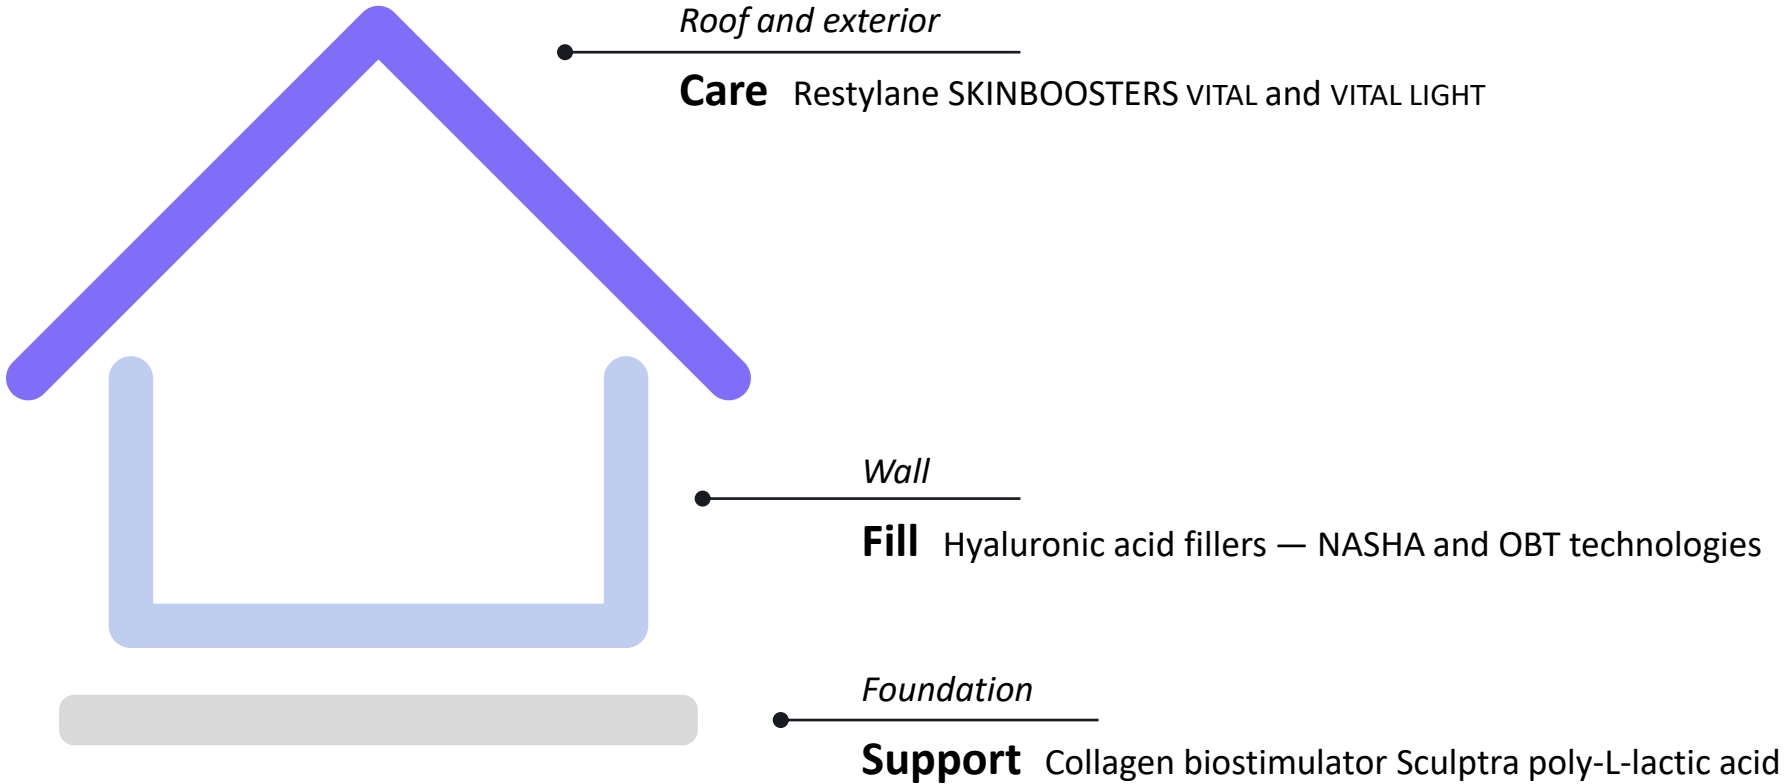 Roof and exterior
Care Restylane SKINBOOSTERS VITAL and VITAL LIGHT
Wall
Fill Hyaluronic acid fillers — NASHA and OBT technologies
Foundation
Support Collagen biostimulator Sculptra poly-L-lactic acid